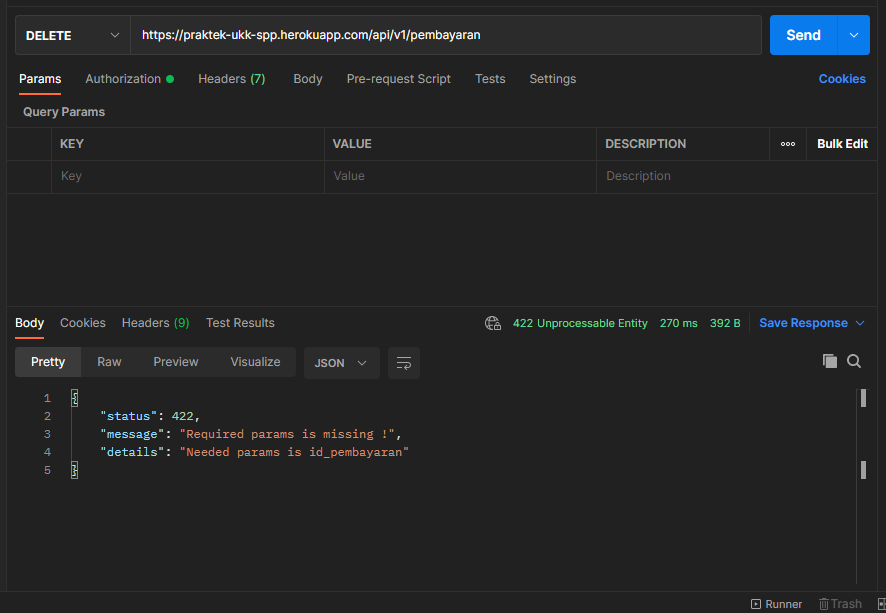 DELETE https://praktek-ukk-spp.herokuapp.com/api/v1/pembayaran Send
Params Authorization Headers (7) Body Pre-request Script Tests Settings Cookies
Query Params
KEY VALUE DESCRIPTION ooo Bulk Edit
Key Value Description
Body Cookies Headers (9) Test Results 422 Unprocessable Entity 270 ms 392 B Save Response
Pretty Raw Preview Visualize JSON
1 {
2 "status": 422,
3 "message": "Required params is missing !",
4 "details": "Needed params is id_pembayaran"
5 }
Runner Trash